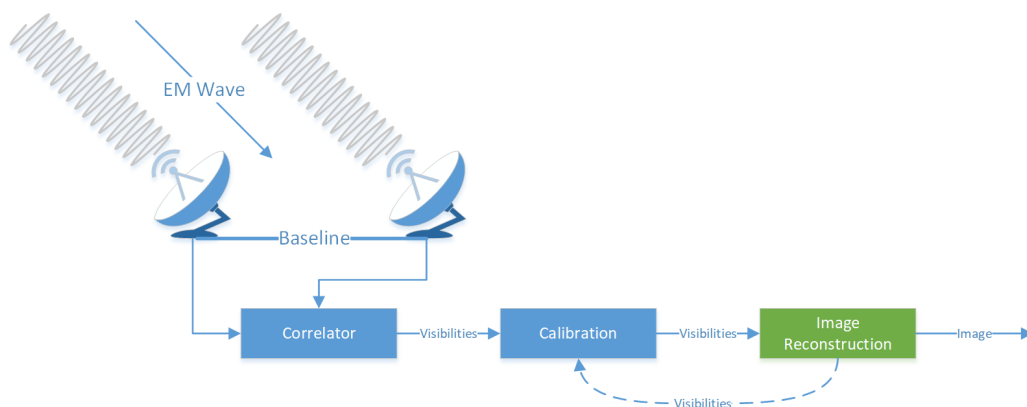 EM Wave
Baseline
Correlator
Visibilities
Calibration
Visibilities
Image
Reconstruction
Image
Visibilities